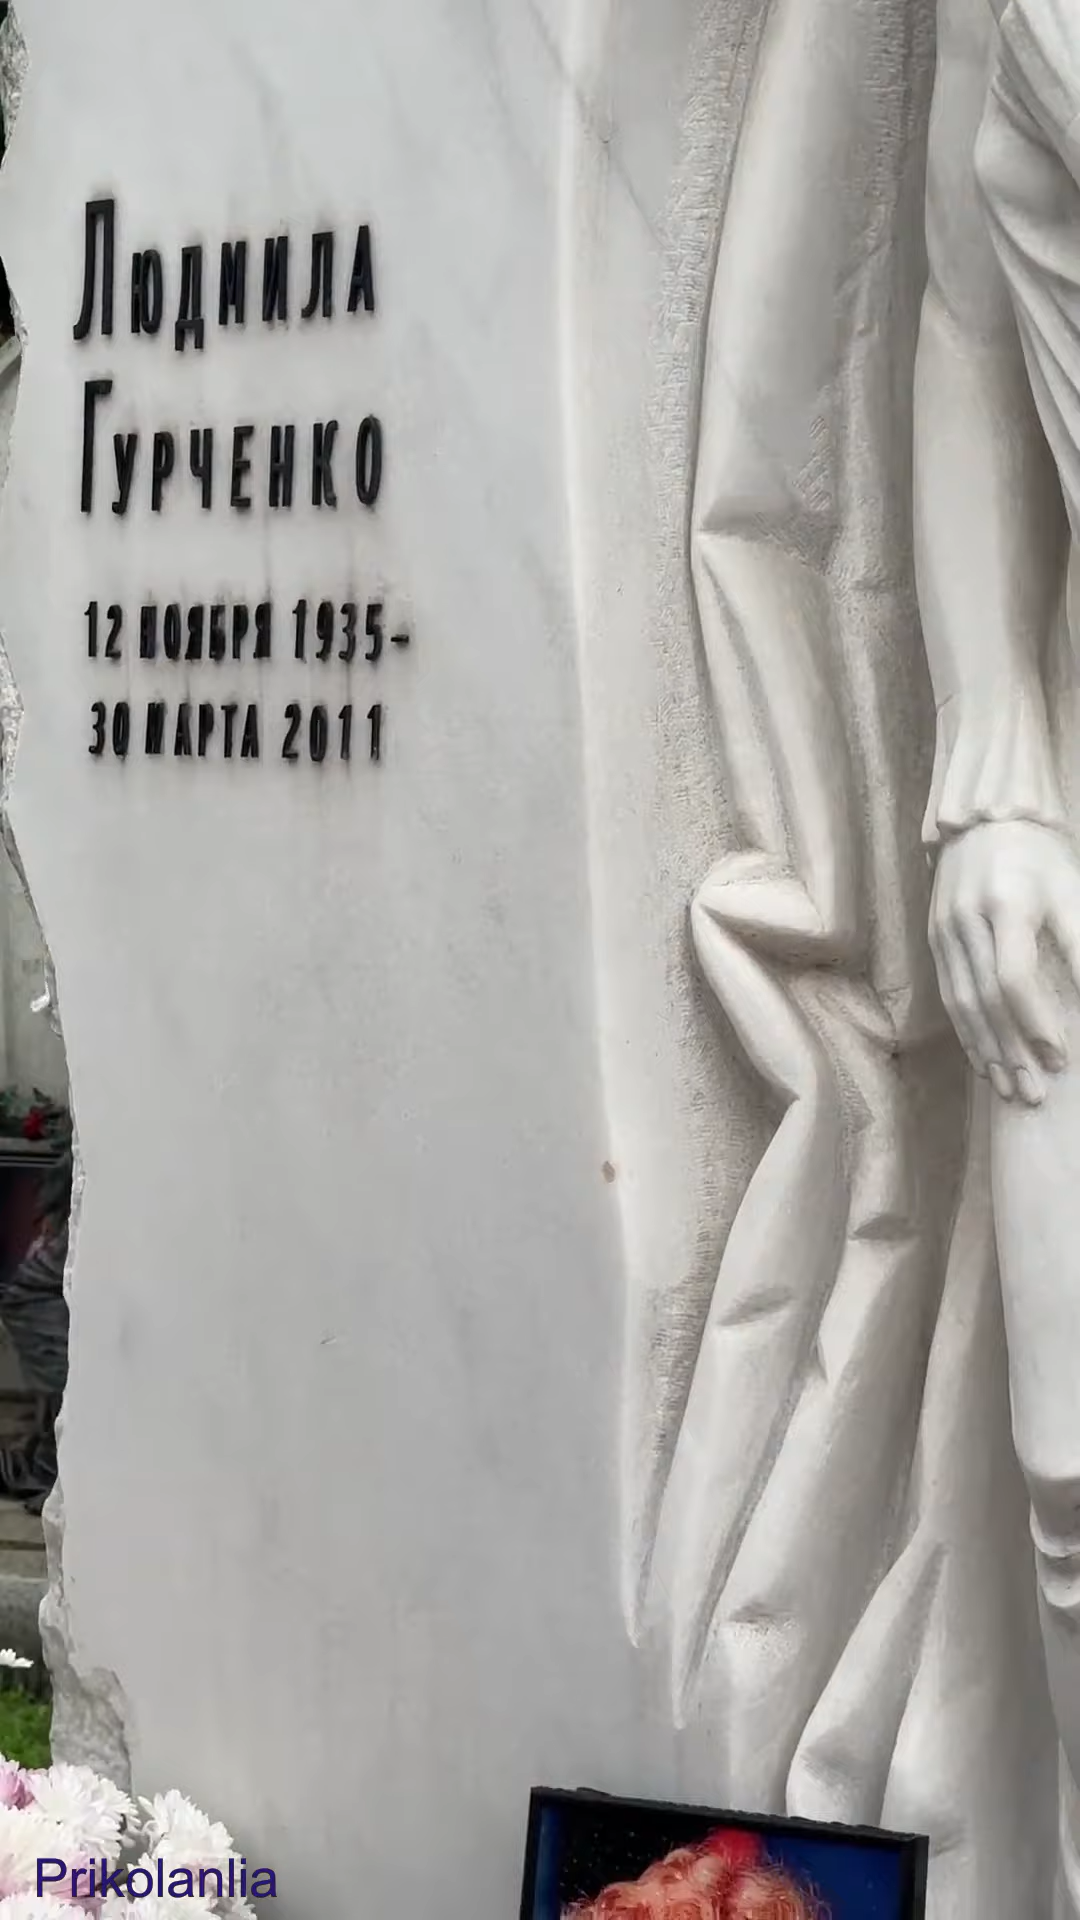 Людмила
Гурченко
12 ноября 1935-
30 марта 2011
Prikolanlia